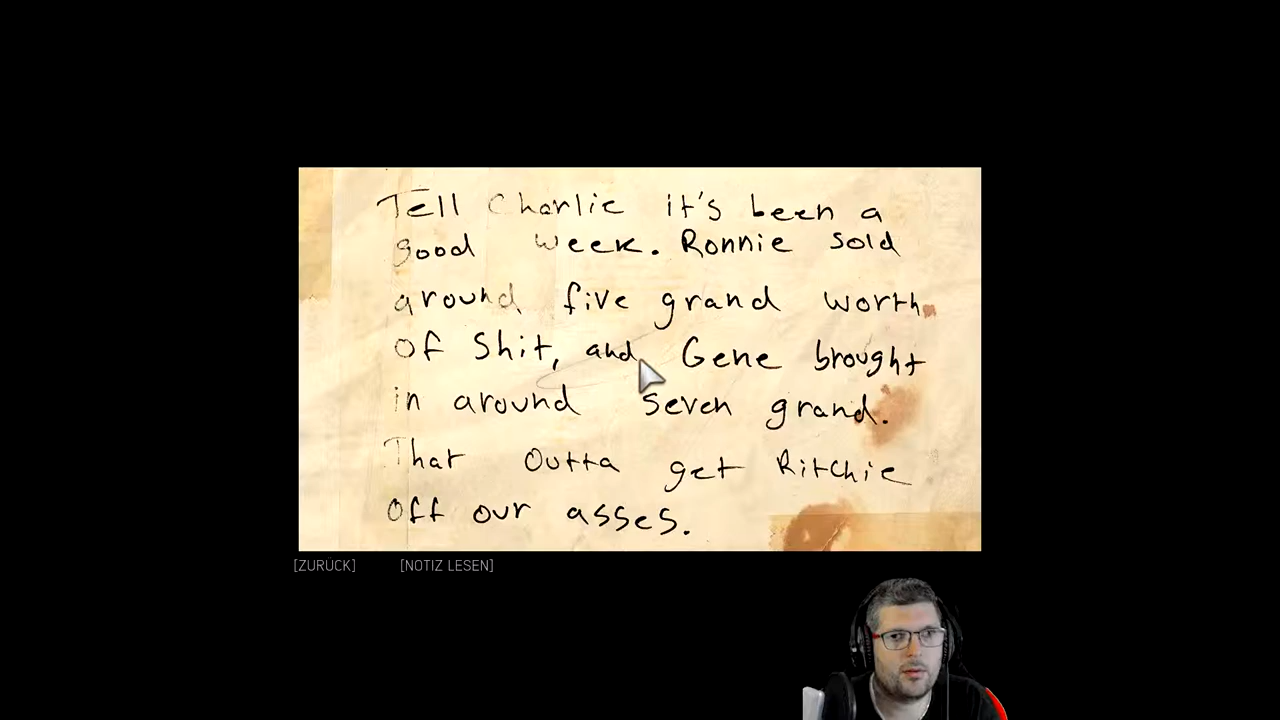 Tell Charlie it's been a
good week. Ronnie sold
around five grand worth
of Shit, and Gene brought
in around seven grand.
That Outta get Ritchie
off our asses.
[ZURÜCK] [NOTIZ LESEN]